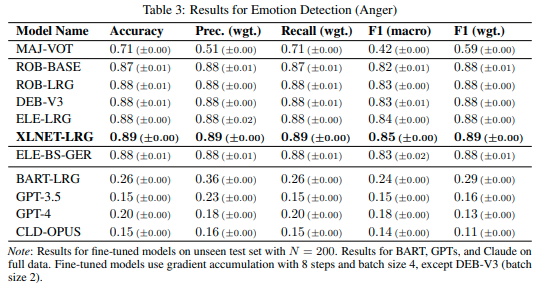 Table 3: Results for Emotion Detection (Anger)
Model Name Accuracy Prec. (wgt.) Recall (wgt.) F1 (macro) F1 (wgt.)
MAJ-VOT 0.71 (±0.00) 0.51 (±0.00) 0.71 (±0.00) 0.42 (±0.00) 0.59 (±0.00)
ROB-BASE 0.87 (±0.01) 0.88 (±0.01) 0.87 (±0.01) 0.82 (±0.01) 0.88 (±0.01)
ROB-LRG 0.88 (±0.00) 0.88 (±0.01) 0.88 (±0.01) 0.83 (±0.00) 0.88 (±0.00)
DEB-V3 0.88 (±0.01) 0.88 (±0.01) 0.88 (±0.01) 0.83 (±0.01) 0.88 (±0.00)
ELE-LRG 0.88 (±0.00) 0.88 (±0.02) 0.88 (±0.00) 0.84 (±0.00) 0.88 (±0.00)
XLNET-LRG 0.89 (±0.00) 0.89 (±0.00) 0.89 (±0.00) 0.85 (±0.00) 0.89 (±0.00)
ELE-BS-GER 0.88 (±0.01) 0.88 (±0.01) 0.88 (±0.01) 0.83 (±0.02) 0.88 (±0.01)
BART-LRG 0.26 (±0.00) 0.36 (±0.00) 0.26 (±0.00) 0.24 (±0.00) 0.29 (±0.00)
GPT-3.5 0.15 (±0.00) 0.23 (±0.00) 0.15 (±0.00) 0.15 (±0.00) 0.16 (±0.00)
GPT-4 0.20 (±0.00) 0.18 (±0.00) 0.20 (±0.00) 0.18 (±0.00) 0.13 (±0.00)
CLD-OPUS 0.15 (±0.00) 0.16 (±0.00) 0.15 (±0.00) 0.14 (±0.00) 0.11 (±0.00)
Note: Results for fine-tuned models on unseen test set with N = 200. Results for BART, GPTs, and Claude on
full data. Fine-tuned models use gradient accumulation with 8 steps and batch size 4, except DEB-V3 (batch
size 2).